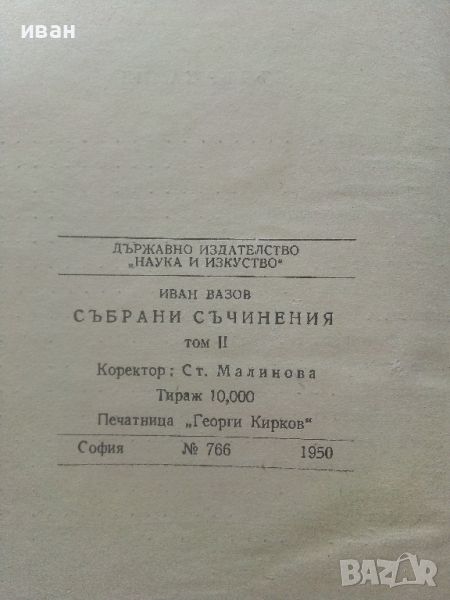 иван
ДЪРЖАВНО ИЗДАТЕЛСТВО
„НАУКА И ИЗКУСТВО“
ИВАН ВАЗОВ
СЪБРАНИ СЪЧИНЕНИЯ
том II
Коректор: Ст. Малинова
Тираж 10,000
Печатница „Георги Кирков“
София № 766 1950
BAZAR